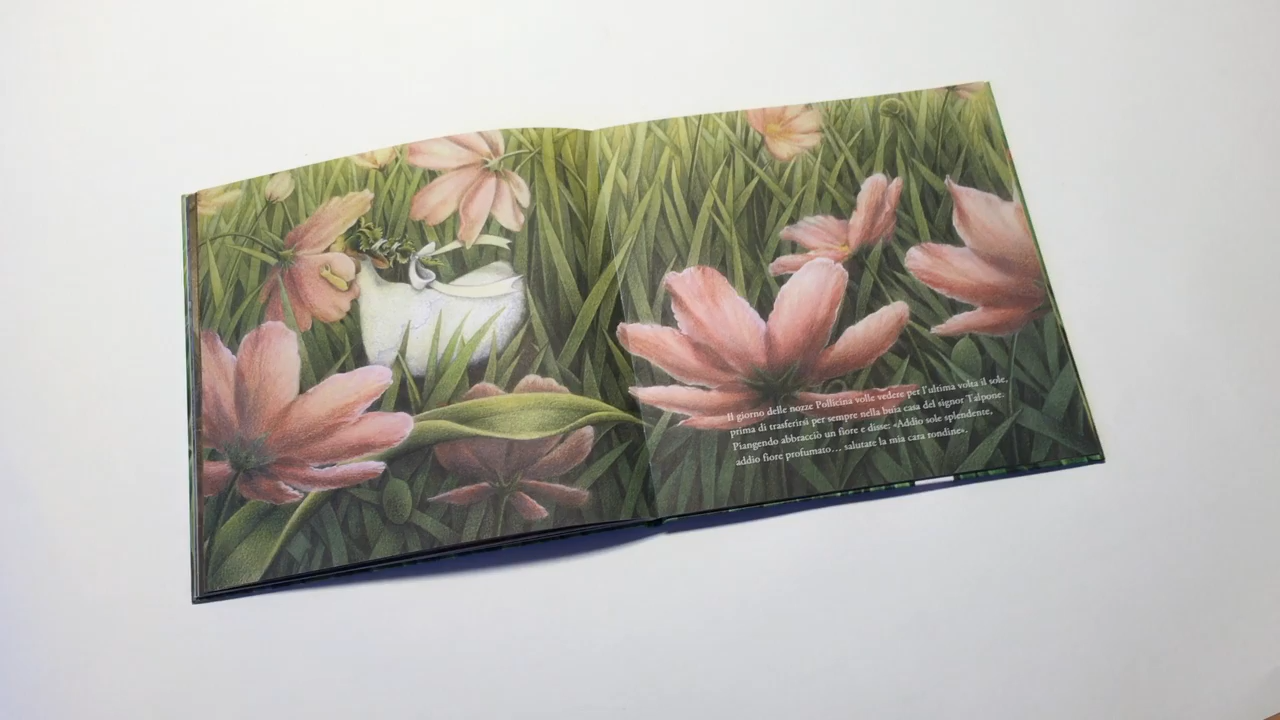 Il giorno delle nozze Pollicina volle vedere per l'ultima volta il sole,
prima di trasferirsi per sempre nella buia casa del signor Talpone.
Piangendo abbracciò un fiore e disse: «Addio sole splendente,
addio fiore profumato... salutate la mia cara rondine».